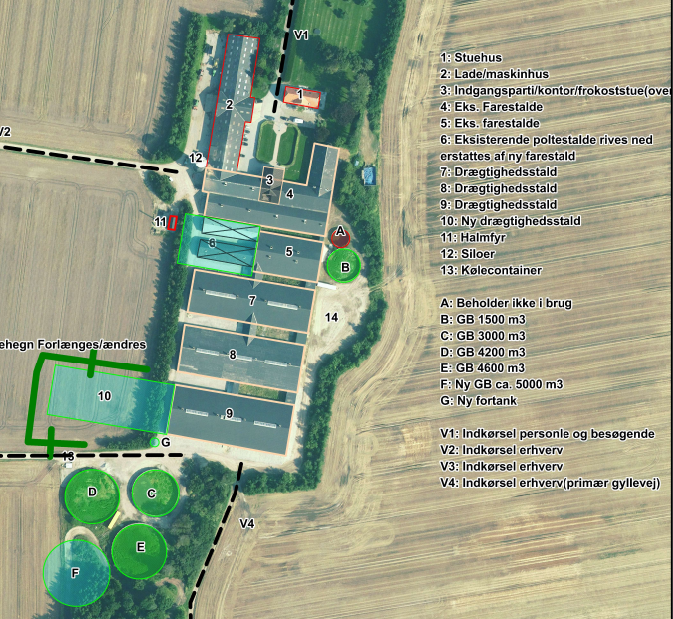 V1
1
2
12
3
4
11
6
5
A
B
7
14
8
ehegn Forlænges/ændres
10
9
G
13
D
C
V4
E
F
V2
1: Stuehus
2: Lade/maskinhus
3: Indgangsparti/kontor/frokoststue(over
4: Eks. Farestalde
5: Eks. farestalde
6: Eksisterende poltestalde rives ned
erstattes af ny farestald
7: Drægtighedsstald
8: Drægtighedsstald
9: Drægtighedsstald
10: Ny drægtighedsstald
11: Halmfyr
12: Siloer
13: Kølecontainer
A: Beholder ikke i brug
B: GB 1500 m3
C: GB 3000 m3
D: GB 4200 m3
E: GB 4600 m3
F: Ny GB ca. 5000 m3
G: Ny fortank
V1: Indkørsel personle og besøgende
V2: Indkørsel erhverv
V3: Indkørsel erhverv
V4: Indkørsel erhverv(primær gyllevej)